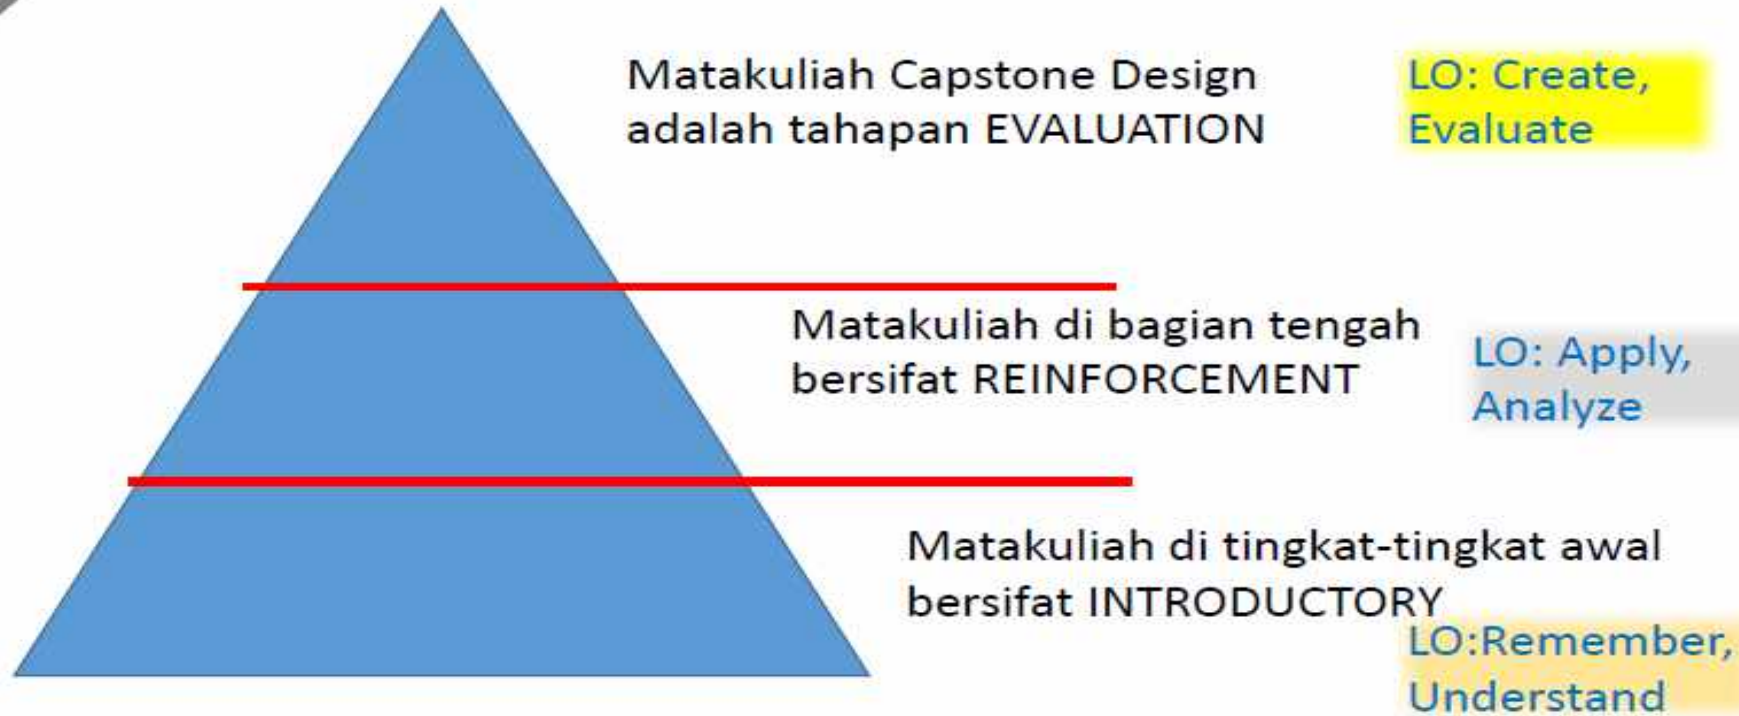 Matakuliah Capstone Design
adalah tahapan EVALUATION
LO: Create,
Evaluate
Matakuliah di bagian tengah
bersifat REINFORCEMENT
LO: Apply,
Analyze
Matakuliah di tingkat-tingkat awal
bersifat INTRODUCTORY
LO:Remember,
Understand